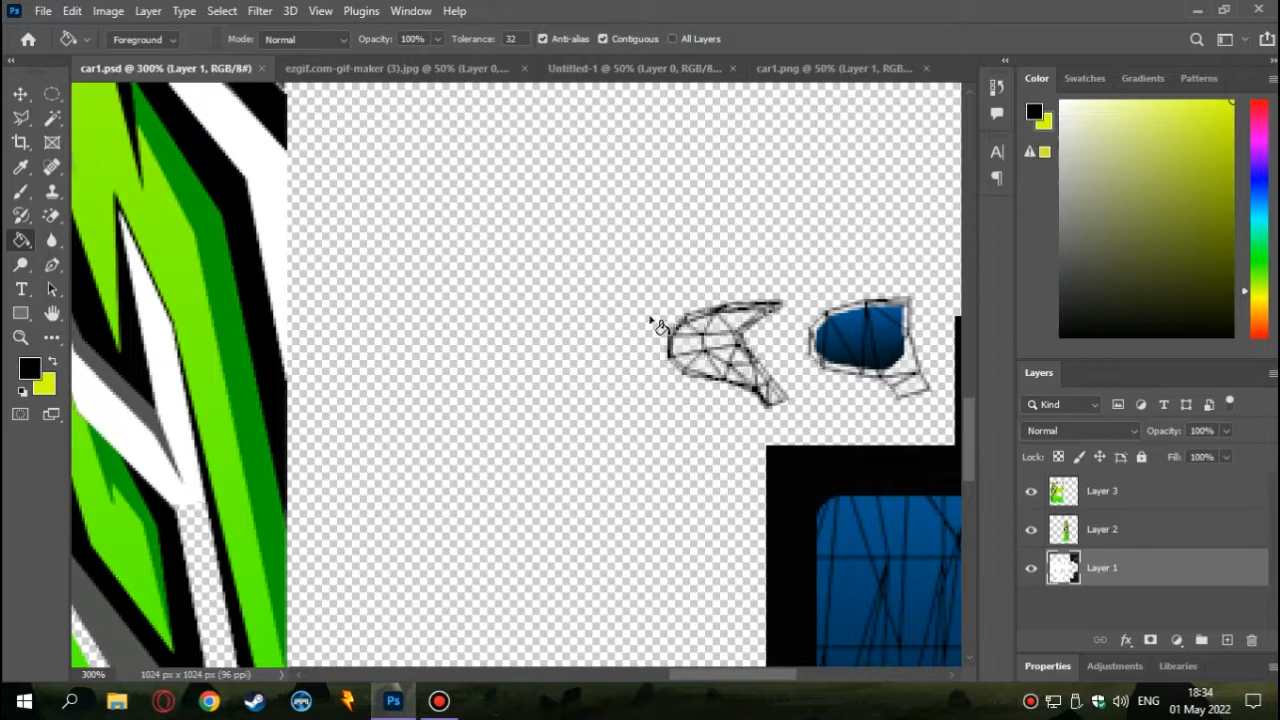 Ps File Edit Image Layer Type Select Filter 3D View Plugins Window Help
Foreground Mode: Normal Opacity: 100% Tolerance: 32 Anti-alias Contiguous All Layers
car1.psd @ 300% (Layer 1, RGB/8#) × ezgif.com-gif-maker (3).jpg @ 50% (Layer 0,... × Untitled-1 @ 50% (Layer 0, RGB/8... × car1.png @ 50% (Layer 1, RGB... ×
Color Swatches Gradients Patterns
Layers
Kind
Normal Opacity: 100%
Lock: Fill: 100%
Layer 3
Layer 2
Layer 1
300% 1024 px x 1024 px (96 ppi)
Properties Adjustments Libraries
Ps ENG
18:34
01 May 2022